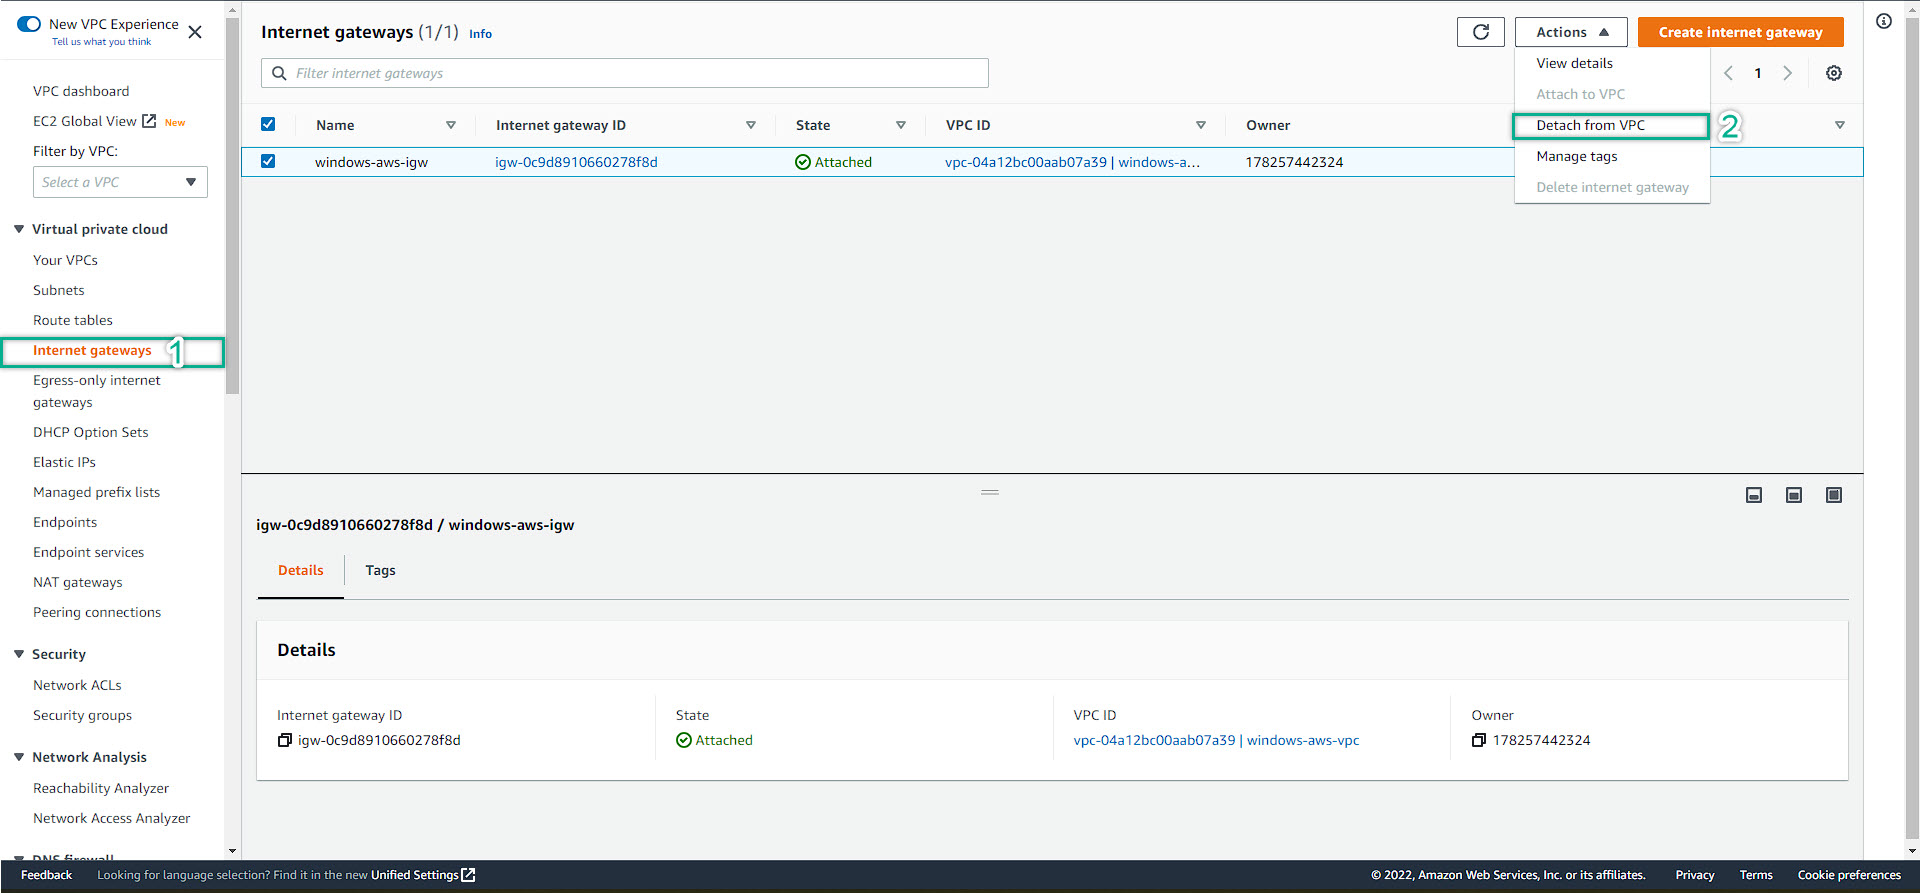 New VPC Experience
Tell us what you think
VPC dashboard
EC2 Global View New
Filter by VPC:
Select a VPC
Virtual private cloud
Your VPCs
Subnets
Route tables
Internet gateways 1
Egress-only internet
gateways
DHCP Option Sets
Elastic IPs
Managed prefix lists
Endpoints
Endpoint services
NAT gateways
Peering connections
Security
Network ACLs
Security groups
Network Analysis
Reachability Analyzer
Network Access Analyzer
DNS firewall
Internet gateways (1/1) Info
Actions
Create internet gateway
Filter internet gateways
1
View details
Attach to VPC
Detach from VPC 2
Manage tags
Delete internet gateway
Name Internet gateway ID State VPC ID Owner
windows-aws-igw igw-0c9d8910660278f8d Attached vpc-04a12bc00aab07a39 | windows-a... 178257442324
igw-0c9d8910660278f8d / windows-aws-igw
Details Tags
Details
Internet gateway ID State VPC ID Owner
igw-0c9d8910660278f8d Attached vpc-04a12bc00aab07a39 | windows-aws-vpc 178257442324
Feedback Looking for language selection? Find it in the new Unified Settings © 2022, Amazon Web Services, Inc. or its affiliates. Privacy Terms Cookie preferences